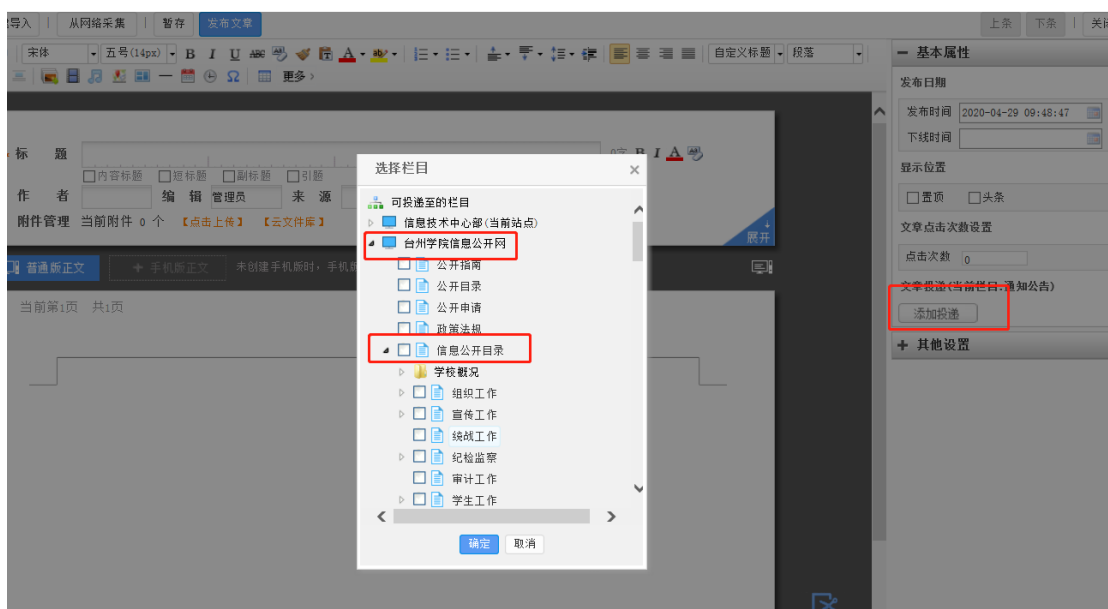 导入 从网络采集 暂存 发布文章 上条 下条
宋体 五号(14px) B I U ABC A ab 自定义标题 段落
Ω 更多
标 题 B I A
内容标题 短标题 副标题 引题
作 者 编 辑 管理员 来 源
附件管理 当前附件 0 个 【点击上传】 【云文件库】
展开
普通版正文 + 手机版正文 未创建手机版时，手机版
当前第1页 共1页
选择栏目 ×
可投递至的栏目
信息技术中心部(当前站点)
台州学院信息公开网
公开指南
公开目录
公开申请
政策法规
信息公开目录
学校概况
组织工作
宣传工作
统战工作
纪检监察
审计工作
学生工作
确定 取消
基本属性
发布日期
发布时间 2020-04-29 09:48:47
下线时间
显示位置
置顶 头条
文章点击次数设置
点击次数 0
文章投递(当前栏目:通知公告)
添加投递
+ 其他设置